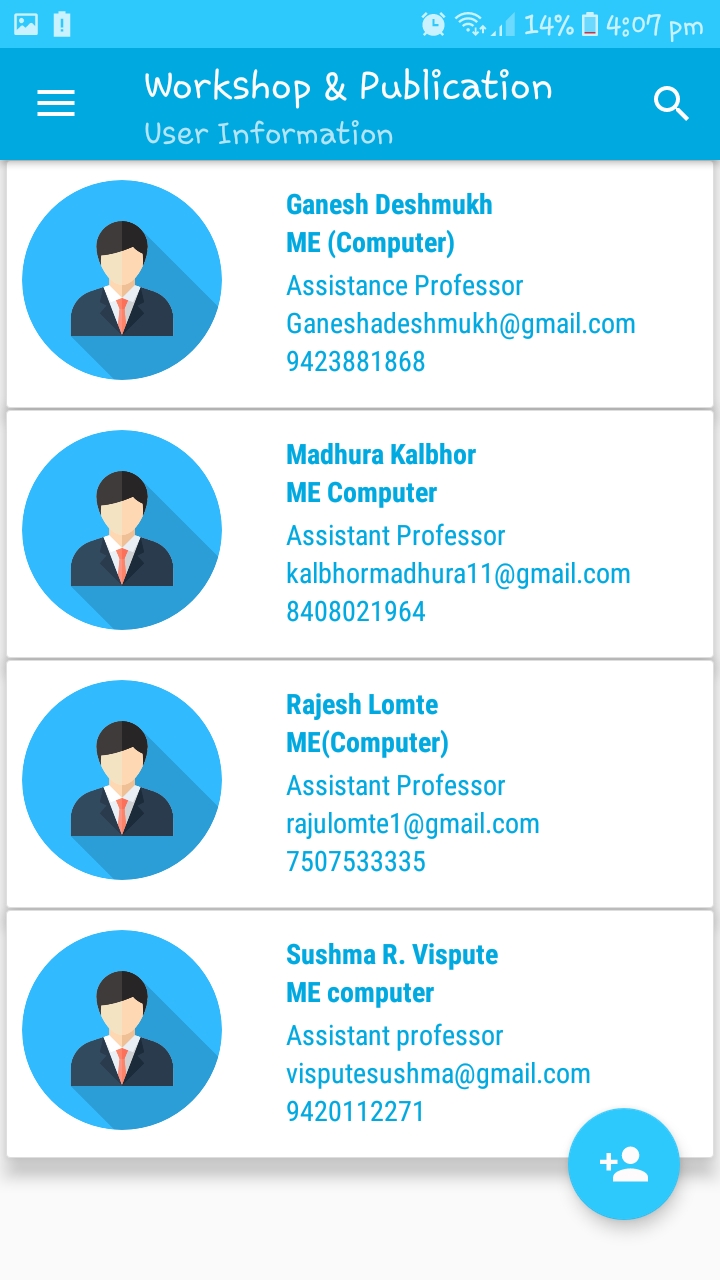 14% 4:07 pm
Workshop & Publication
User Information
Ganesh Deshmukh
ME (Computer)
Assistance Professor
Ganeshadeshmukh@gmail.com
9423881868
Madhura Kalbhor
ME Computer
Assistant Professor
kalbhormadhura11@gmail.com
8408021964
Rajesh Lomte
ME(Computer)
Assistant Professor
rajulomte1@gmail.com
7507533335
Sushma R. Vispute
ME computer
Assistant professor
visputesushma@gmail.com
9420112271